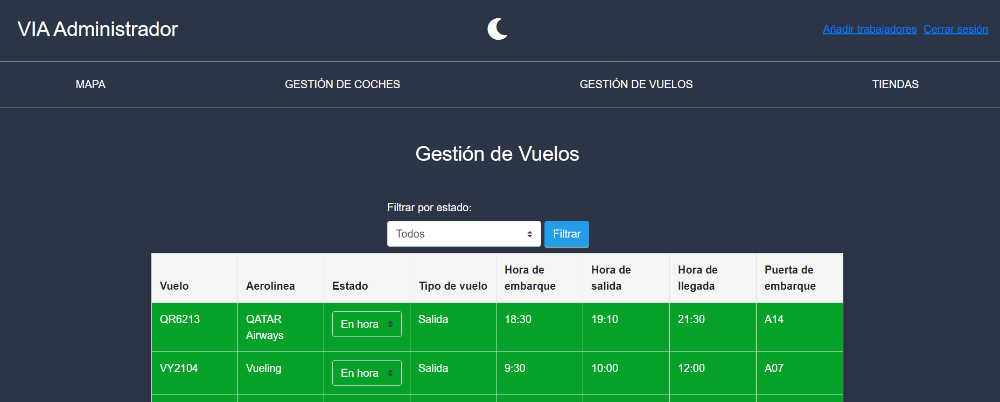 VIA Administrador
Añadir trabajadores Cerrar sesión
MAPA GESTIÓN DE COCHES GESTIÓN DE VUELOS TIENDAS
Gestión de Vuelos
Filtrar por estado:
Todos Filtrar
Vuelo Aerolínea Estado Tipo de vuelo Hora de embarque Hora de salida Hora de llegada Puerta de embarque
QR6213 QATAR Airways En hora Salida 18:30 19:10 21:30 A14
VY2104 Vueling En hora Salida 9:30 10:00 12:00 A07